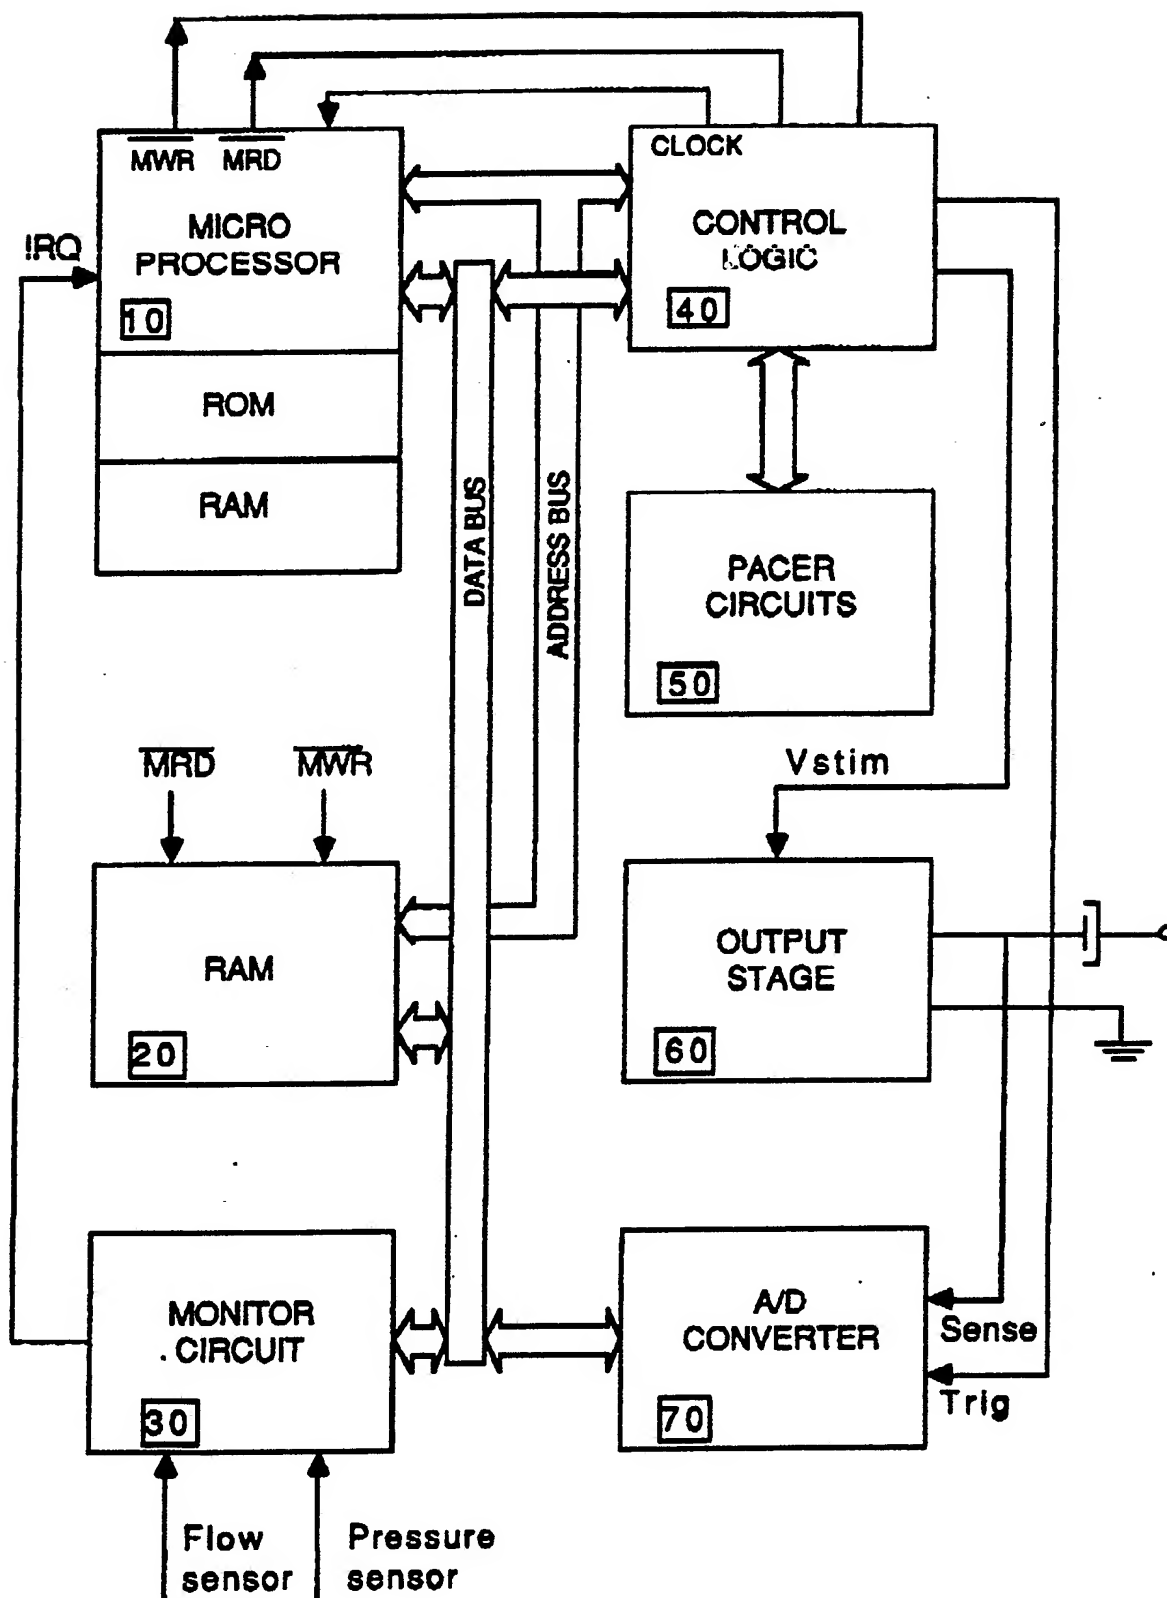 MWR MRD
CLOCK
MICRO
PROCESSOR
10
IRQ
CONTROL
LOGIC
40
ROM
RAM
DATA BUS
ADDRESS BUS
PACER
CIRCUITS
50
MRD MWR
Vstim
RAM
20
OUTPUT
STAGE
60
MONITOR
CIRCUIT
30
A/D
CONVERTER
70
Sense
Trig
Flow
sensor
Pressure
sensor